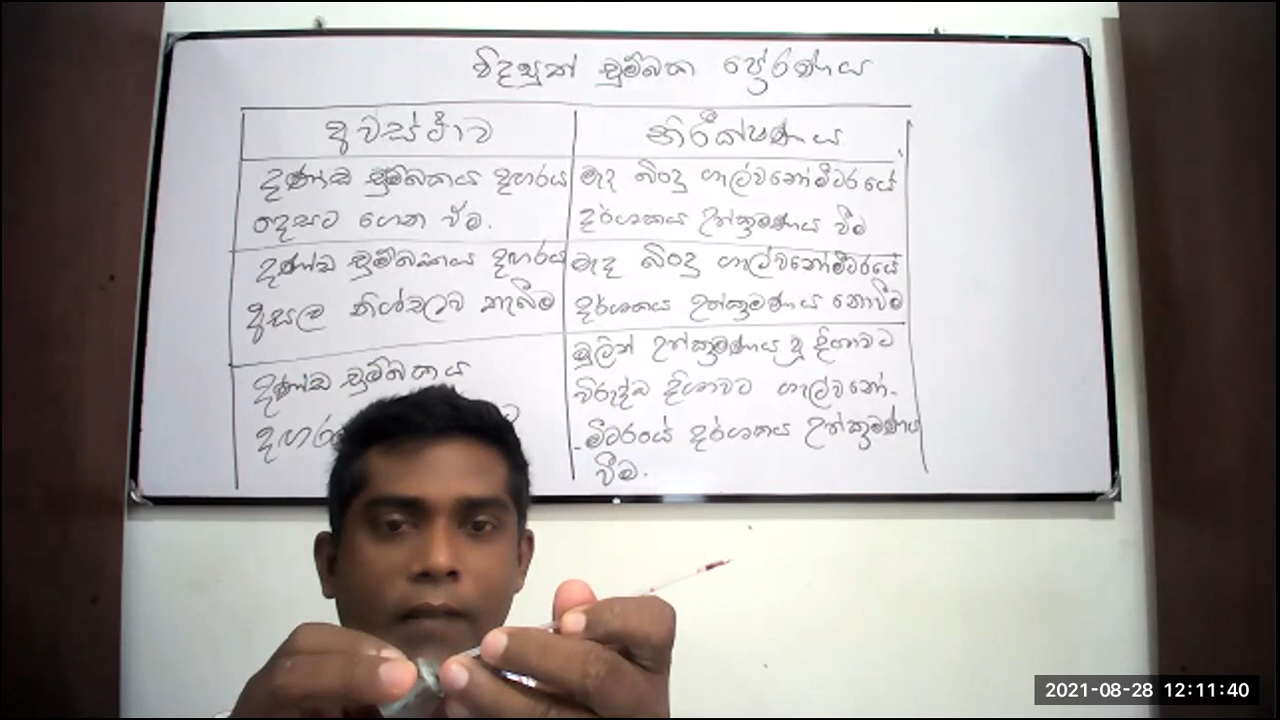 විද්‍යුත් චුම්බක ප්‍රේරණය
අවස්ථාව
නිරීක්ෂණය
දණ්ඩ චුම්බකය දඟරය
දෙසට ගෙන ඒම.
මැද බිංදු ගැල්වනෝමීටරයේ
දර්ශකය උත්ක්‍රමණය වීම
දණ්ඩ චුම්බකය දඟරය
අසල නිශ්චලව තැබීම
මැද බිංදු ගැල්වනෝමීටරයේ
දර්ශකය උත්ක්‍රමණය නොවීම
දණ්ඩ චුම්බකය
මුලින් උත්ක්‍රමණය වූ දිශාවට
විරුද්ධ දිශාවට ගැල්වනෝ-
-මීටරයේ දර්ශකය උත්ක්‍රමණය
වීම.
2021-08-28 12:11:40